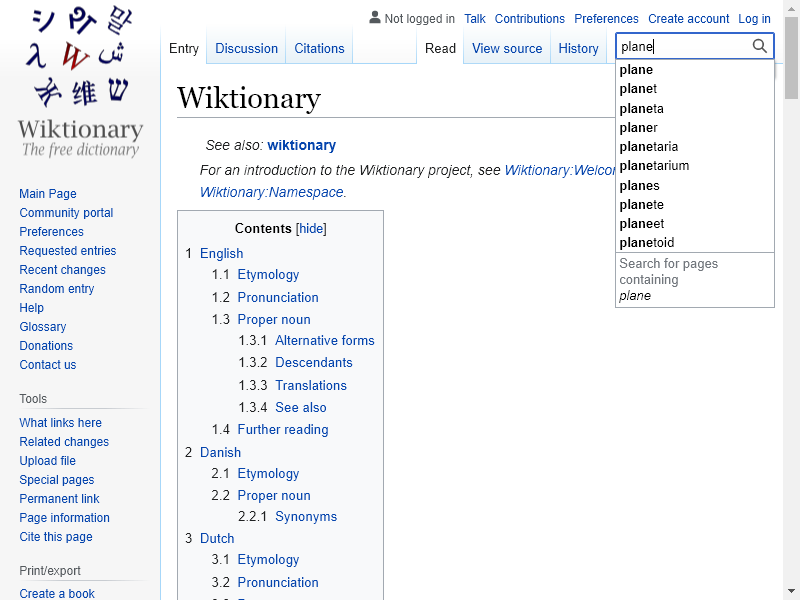 Not logged in Talk Contributions Preferences Create account Log in
Entry Discussion Citations Read View source History plane
plane
planet
planeta
planer
planetaria
planetarium
planes
planete
planeet
planetoid
Search for pages containing
plane
Wiktionary
The free dictionary
Main Page
Community portal
Preferences
Requested entries
Recent changes
Random entry
Help
Glossary
Donations
Contact us
Tools
What links here
Related changes
Upload file
Special pages
Permanent link
Page information
Cite this page
Print/export
Create a book
Wiktionary
See also: wiktionary
For an introduction to the Wiktionary project, see Wiktionary:Welcom
Wiktionary:Namespace.
Contents [hide]
1 English
1.1 Etymology
1.2 Pronunciation
1.3 Proper noun
1.3.1 Alternative forms
1.3.2 Descendants
1.3.3 Translations
1.3.4 See also
1.4 Further reading
2 Danish
2.1 Etymology
2.2 Proper noun
2.2.1 Synonyms
3 Dutch
3.1 Etymology
3.2 Pronunciation